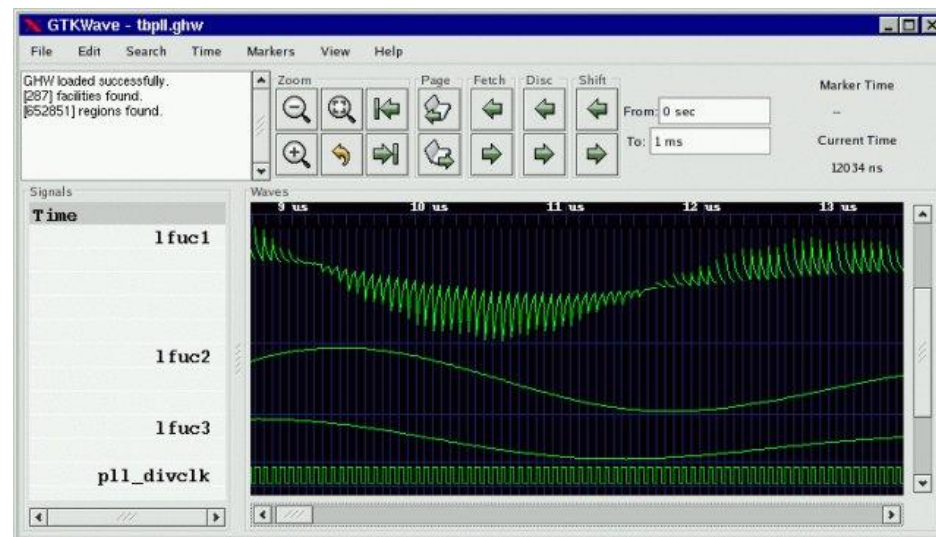 GTKWave - tbpll.ghw
File Edit Search Time Markers View Help
GHW loaded successfully.
[287] facilities found.
[652851] regions found.
Zoom Page Fetch Disc Shift
From: 0 sec
To: 1 ms
Marker Time
--
Current Time
12034 ns
Signals
Waves
Time
9 us 10 us 11 us 12 us 13 us
lfuc1
lfuc2
lfuc3
pll_divclk